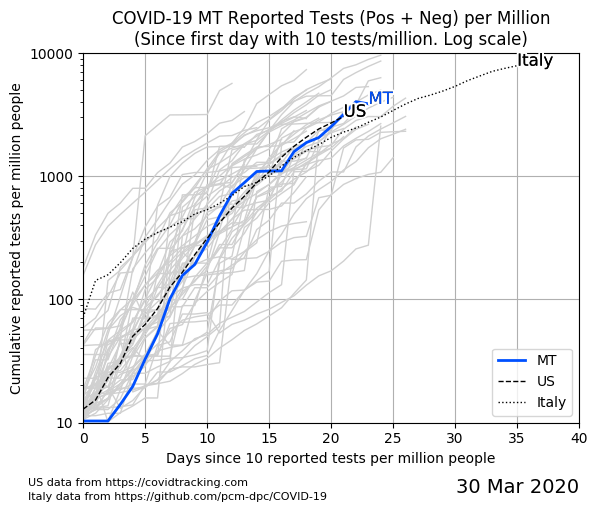 COVID-19 MT Reported Tests (Pos + Neg) per Million
(Since first day with 10 tests/million. Log scale)
Cumulative reported tests per million people
10000
1000
100
10
Italy
MT
US
MT
US
Italy
0 5 10 15 20 25 30 35 40
Days since 10 reported tests per million people
US data from https://covidtracking.com
Italy data from https://github.com/pcm-dpc/COVID-19
30 Mar 2020